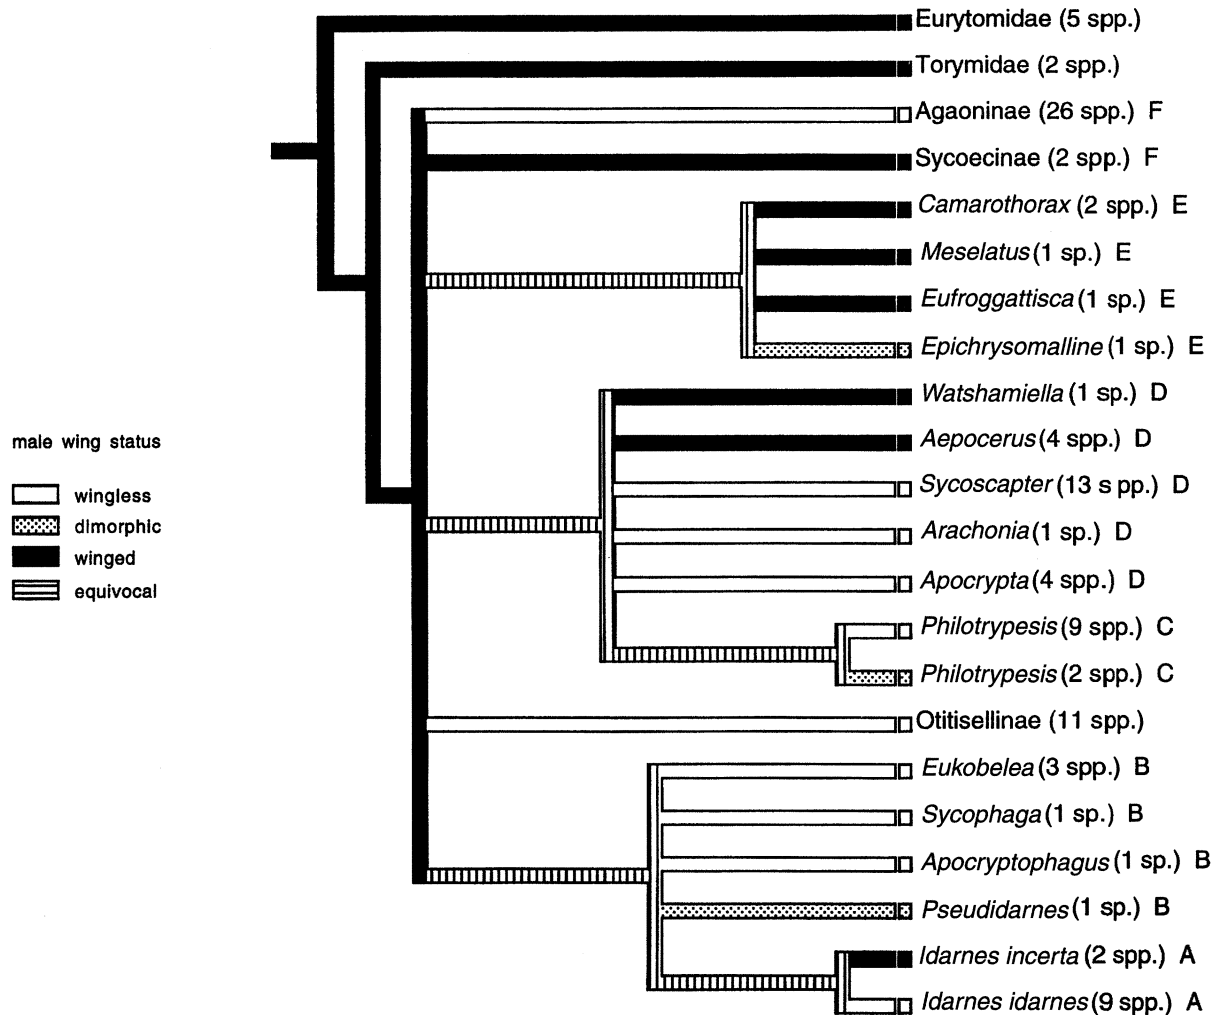 Eurytomidae (5 spp.)
Torymidae (2 spp.)
Agaoninae (26 spp.) F
Sycoecinae (2 spp.) F
Camarothorax (2 spp.) E
Meselatus (1 sp.) E
Eufroggattisca (1 sp.) E
Epichrysomalline (1 sp.) E
Watshamiella (1 sp.) D
Aepocerus (4 spp.) D
Sycoscapter (13 s pp.) D
Arachonia (1 sp.) D
Apocrypta (4 spp.) D
Philotrypesis (9 spp.) C
Philotrypesis (2 spp.) C
Otitisellinae (11 spp.)
Eukobelea (3 spp.) B
Sycophaga (1 sp.) B
Apocryptophagus (1 sp.) B
Pseudidarnes (1 sp.) B
Idarnes incerta (2 spp.) A
Idarnes idarnes (9 spp.) A
male wing status
wingless
dimorphic
winged
equivocal